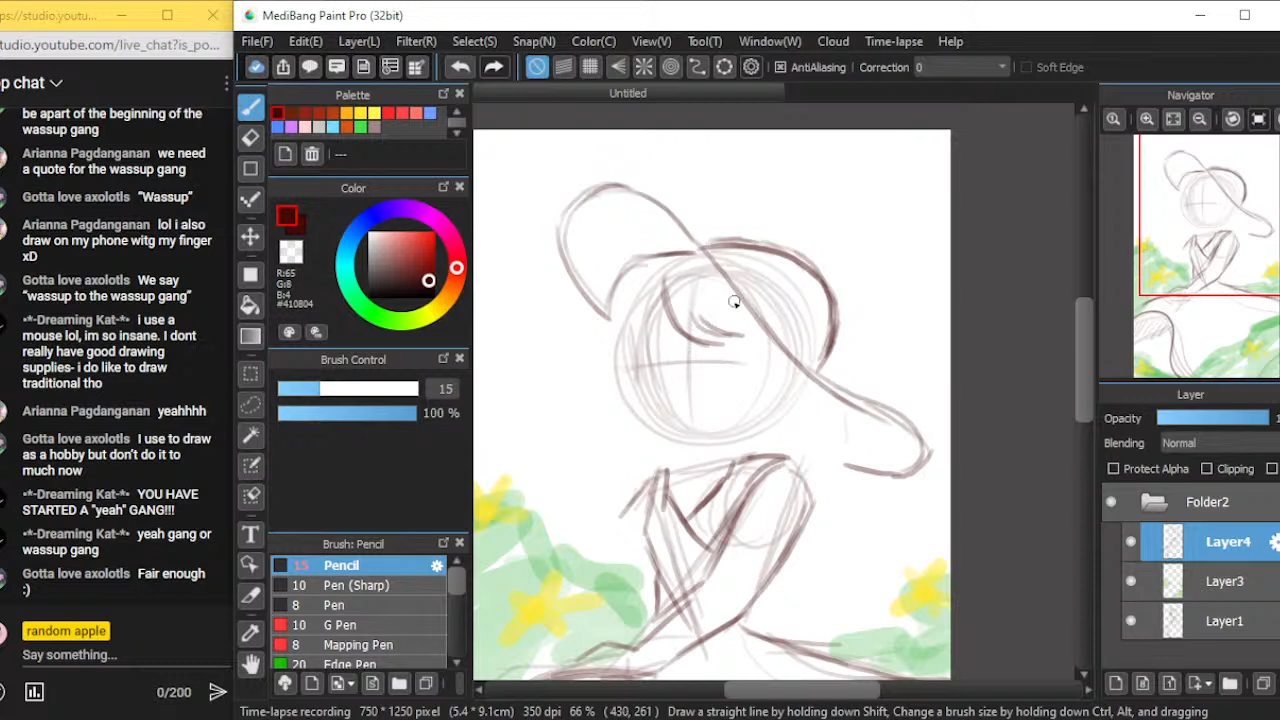 ps://studio.youtu...
studio.youtube.com/live_chat?is_po...
p chat
be apart of the beginning of the
wassup gang
Arianna Pagdanganan we need
a quote for the wassup gang
Gotta love axolotls "Wassup"
Arianna Pagdanganan lol i also
draw on my phone witg my finger
xD
Gotta love axolotls We say
"wassup to the wassup gang"
•*-Dreaming Kat-*• i use a
mouse lol, im so insane. I dont
really have good drawing
supplies- i do like to draw
traditional tho
Arianna Pagdanganan yeahhhh
Gotta love axolotls I use to draw
as a hobby but don't do it to
much now
•*-Dreaming Kat-*• YOU HAVE
STARTED A "yeah" GANG!!!
•*-Dreaming Kat-*• yeah gang or
wassup gang
Gotta love axolotls Fair enough
:)
random apple
Say something...
0/200
MediBang Paint Pro (32bit)
File(F) Edit(E) Layer(L) Filter(R) Select(S) Snap(N) Color(C) View(V) Tool(T) Window(W) Cloud Time-lapse Help
AntiAliasing Correction 0 Soft Edge
Palette
---
Color
R:65
G:8
B:4
#410804
Brush Control
15
100 %
Brush: Pencil
15 Pencil
10 Pen (Sharp)
8 Pen
10 G Pen
8 Mapping Pen
20 Edge Pen
Untitled
Navigator
Layer
Opacity 1
Blending Normal
Protect Alpha Clipping
Folder2
Layer4
Layer3
Layer1
Time-lapse recording 750 * 1250 pixel (5.4 * 9.1cm) 350 dpi 66 % ( 430, 261 ) Draw a straight line by holding down Shift, Change a brush size by holding down Ctrl, Alt, and dragging